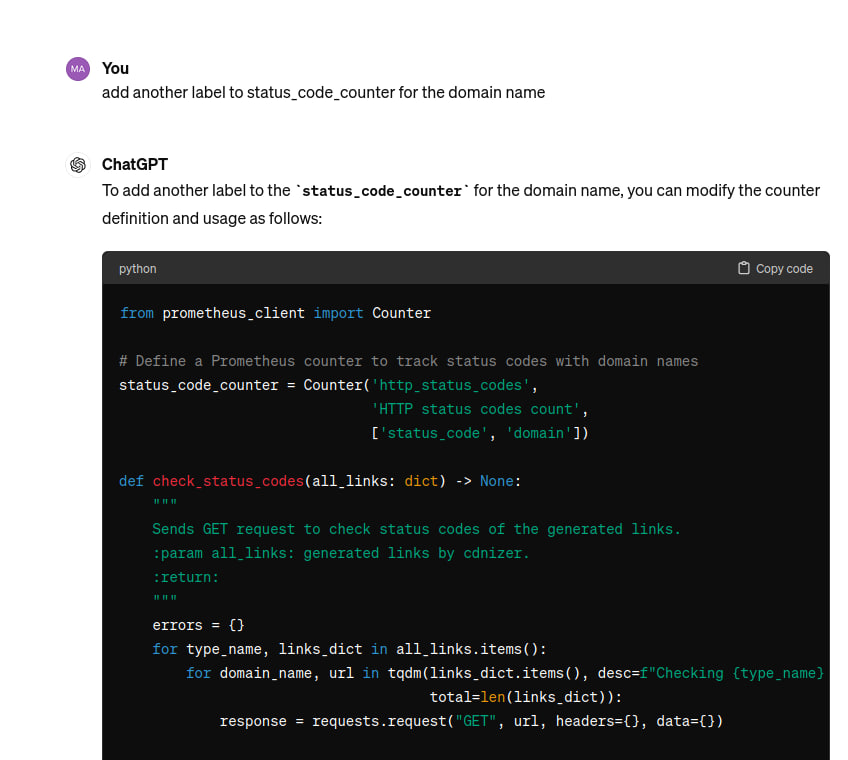 MA
You
add another label to status_code_counter for the domain name
ChatGPT
To add another label to the `status_code_counter` for the domain name, you can modify the counter
definition and usage as follows:
python
Copy code
from prometheus_client import Counter
# Define a Prometheus counter to track status codes with domain names
status_code_counter = Counter('http_status_codes',
                              'HTTP status codes count',
                              ['status_code', 'domain'])
def check_status_codes(all_links: dict) -> None:
    """
    Sends GET request to check status codes of the generated links.
    :param all_links: generated links by cdnizer.
    :return:
    """
    errors = {}
    for type_name, links_dict in all_links.items():
        for domain_name, url in tqdm(links_dict.items(), desc=f"Checking {type_name}
                                     total=len(links_dict)):
            response = requests.request("GET", url, headers={}, data={})